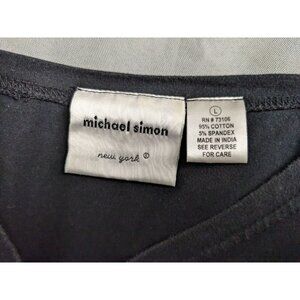 michael simon
new york ©
L
RN # 73106
95% COTTON
5% SPANDEX
MADE IN INDIA
SEE REVERSE
FOR CARE